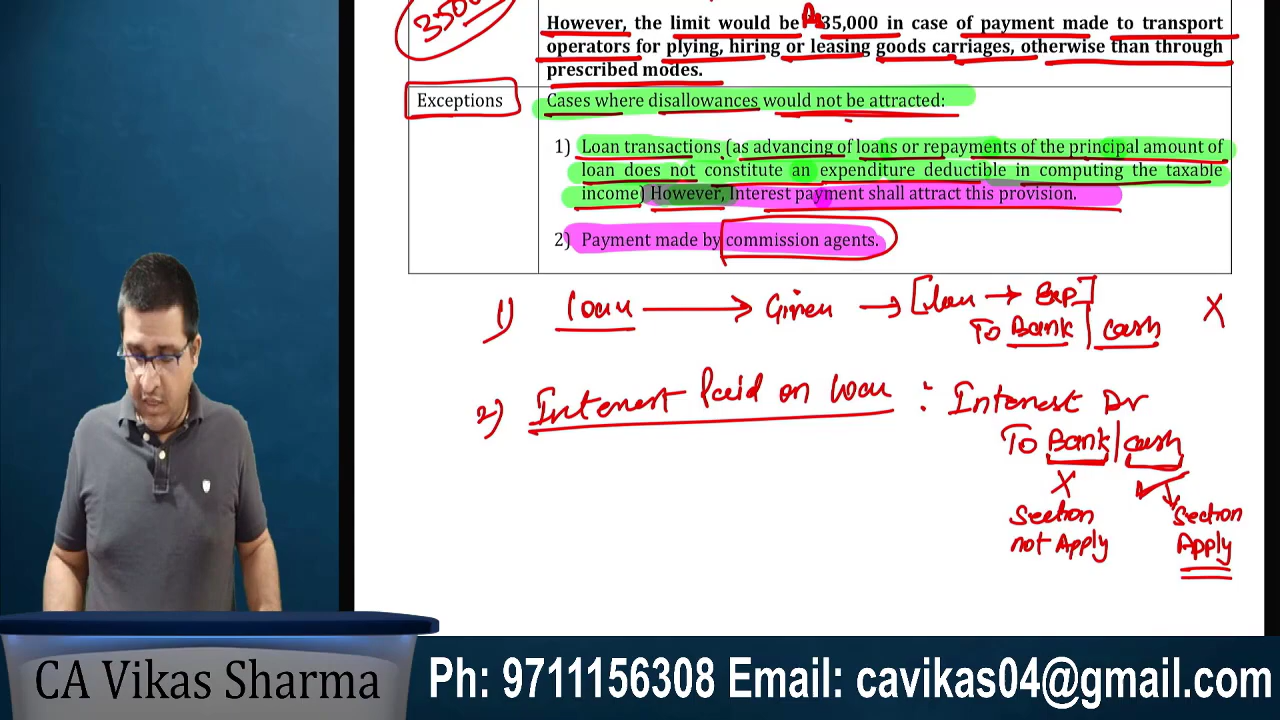 3500
However, the limit would be 35,000 in case of payment made to transport
operators for plying, hiring or leasing goods carriages, otherwise than through
prescribed modes.
Exceptions
Cases where disallowances would not be attracted:
1) Loan transactions (as advancing of loans or repayments of the principal amount of
loan does not constitute an expenditure deductible in computing the taxable
income) However, Interest payment shall attract this provision.
2) Payment made by commission agents.
1) Loan → Given → [loan → Exp]
To Bank | cash X
2) Interest Paid on loan : Interest Dr
To Bank | cash
X ✓
Section not Apply
Section Apply
CA Vikas Sharma
Ph: 9711156308 Email: cavikas04@gmail.com